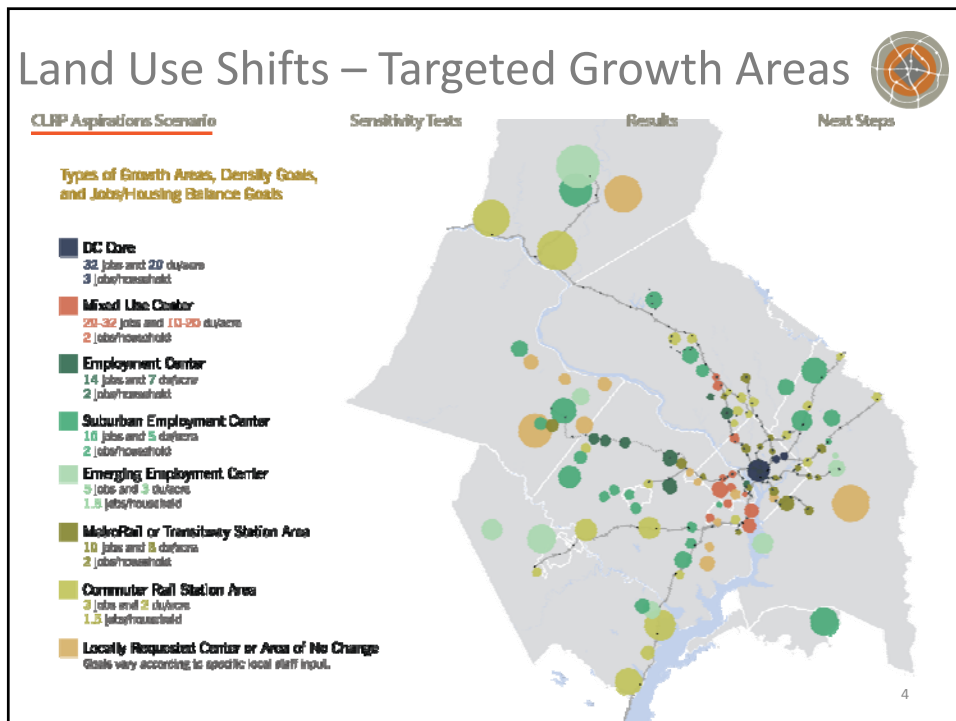 Land Use Shifts – Targeted Growth Areas
CLRP Aspirations Scenario
Sensitivity Tests
Results
Next Steps
Types of Growth Areas, Density Goals,
and Jobs/Housing Balance Goals
DC Core
32 jobs and 20 du/acre
3 jobs/household
Mixed Use Center
20-32 jobs and 10-20 du/acre
2 jobs/household
Employment Center
14 jobs and 7 du/acre
2 jobs/household
Suburban Employment Center
10 jobs and 5 du/acre
2 jobs/household
Emerging Employment Center
5 jobs and 3 du/acre
1.5 jobs/household
MetroRail or Transitway Station Area
10 jobs and 5 du/acre
2 jobs/household
Commuter Rail Station Area
3 jobs and 2 du/acre
1.5 jobs/household
Locally Requested Center or Area of No Change
Goals vary according to specific local staff input.
4